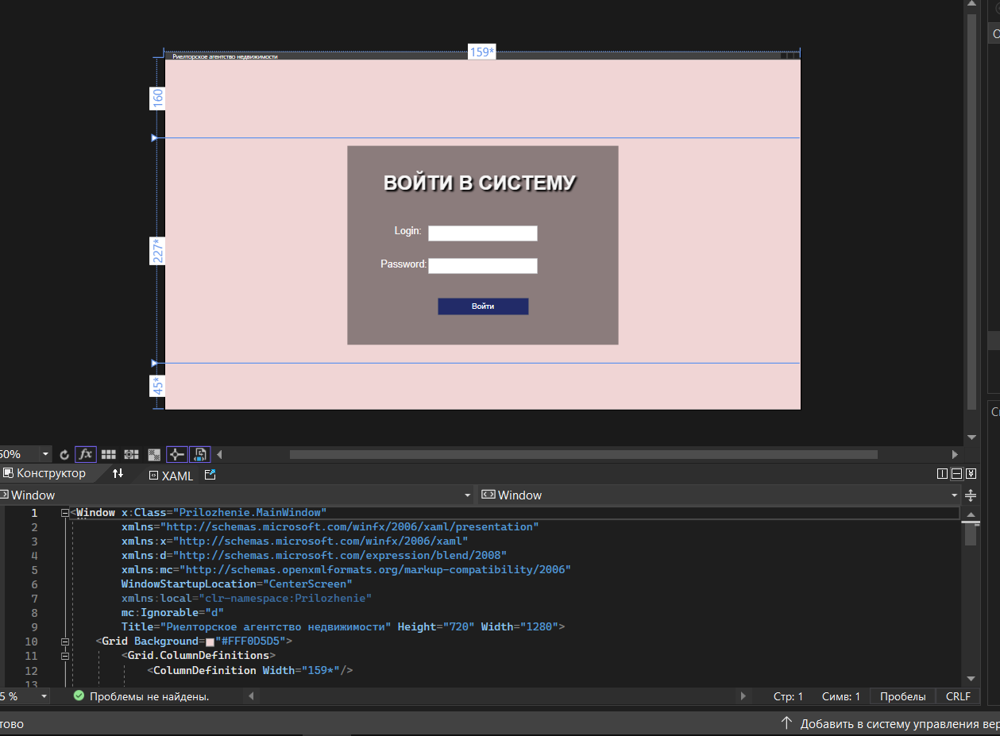 159*
Риелторское агентство недвижимости
160
ВОЙТИ В СИСТЕМУ
Login:
227*
Password:
Войти
45*
50% fx
Конструктор XAML
Window Window
1 <Window x:Class="Prilozhenie.MainWindow"
2 xmlns="http://schemas.microsoft.com/winfx/2006/xaml/presentation"
3 xmlns:x="http://schemas.microsoft.com/winfx/2006/xaml"
4 xmlns:d="http://schemas.microsoft.com/expression/blend/2008"
5 xmlns:mc="http://schemas.openxmlformats.org/markup-compatibility/2006"
6 WindowStartupLocation="CenterScreen"
7 xmlns:local="clr-namespace:Prilozhenie"
8 mc:Ignorable="d"
9 Title="Риелторское агентство недвижимости" Height="720" Width="1280">
10 <Grid Background="#FFF0D5D5">
11 <Grid.ColumnDefinitions>
12 <ColumnDefinition Width="159*"/>
13
5 % Проблемы не найдены. Стр: 1 Симв: 1 Пробелы CRLF
тово Добавить в систему управления вер